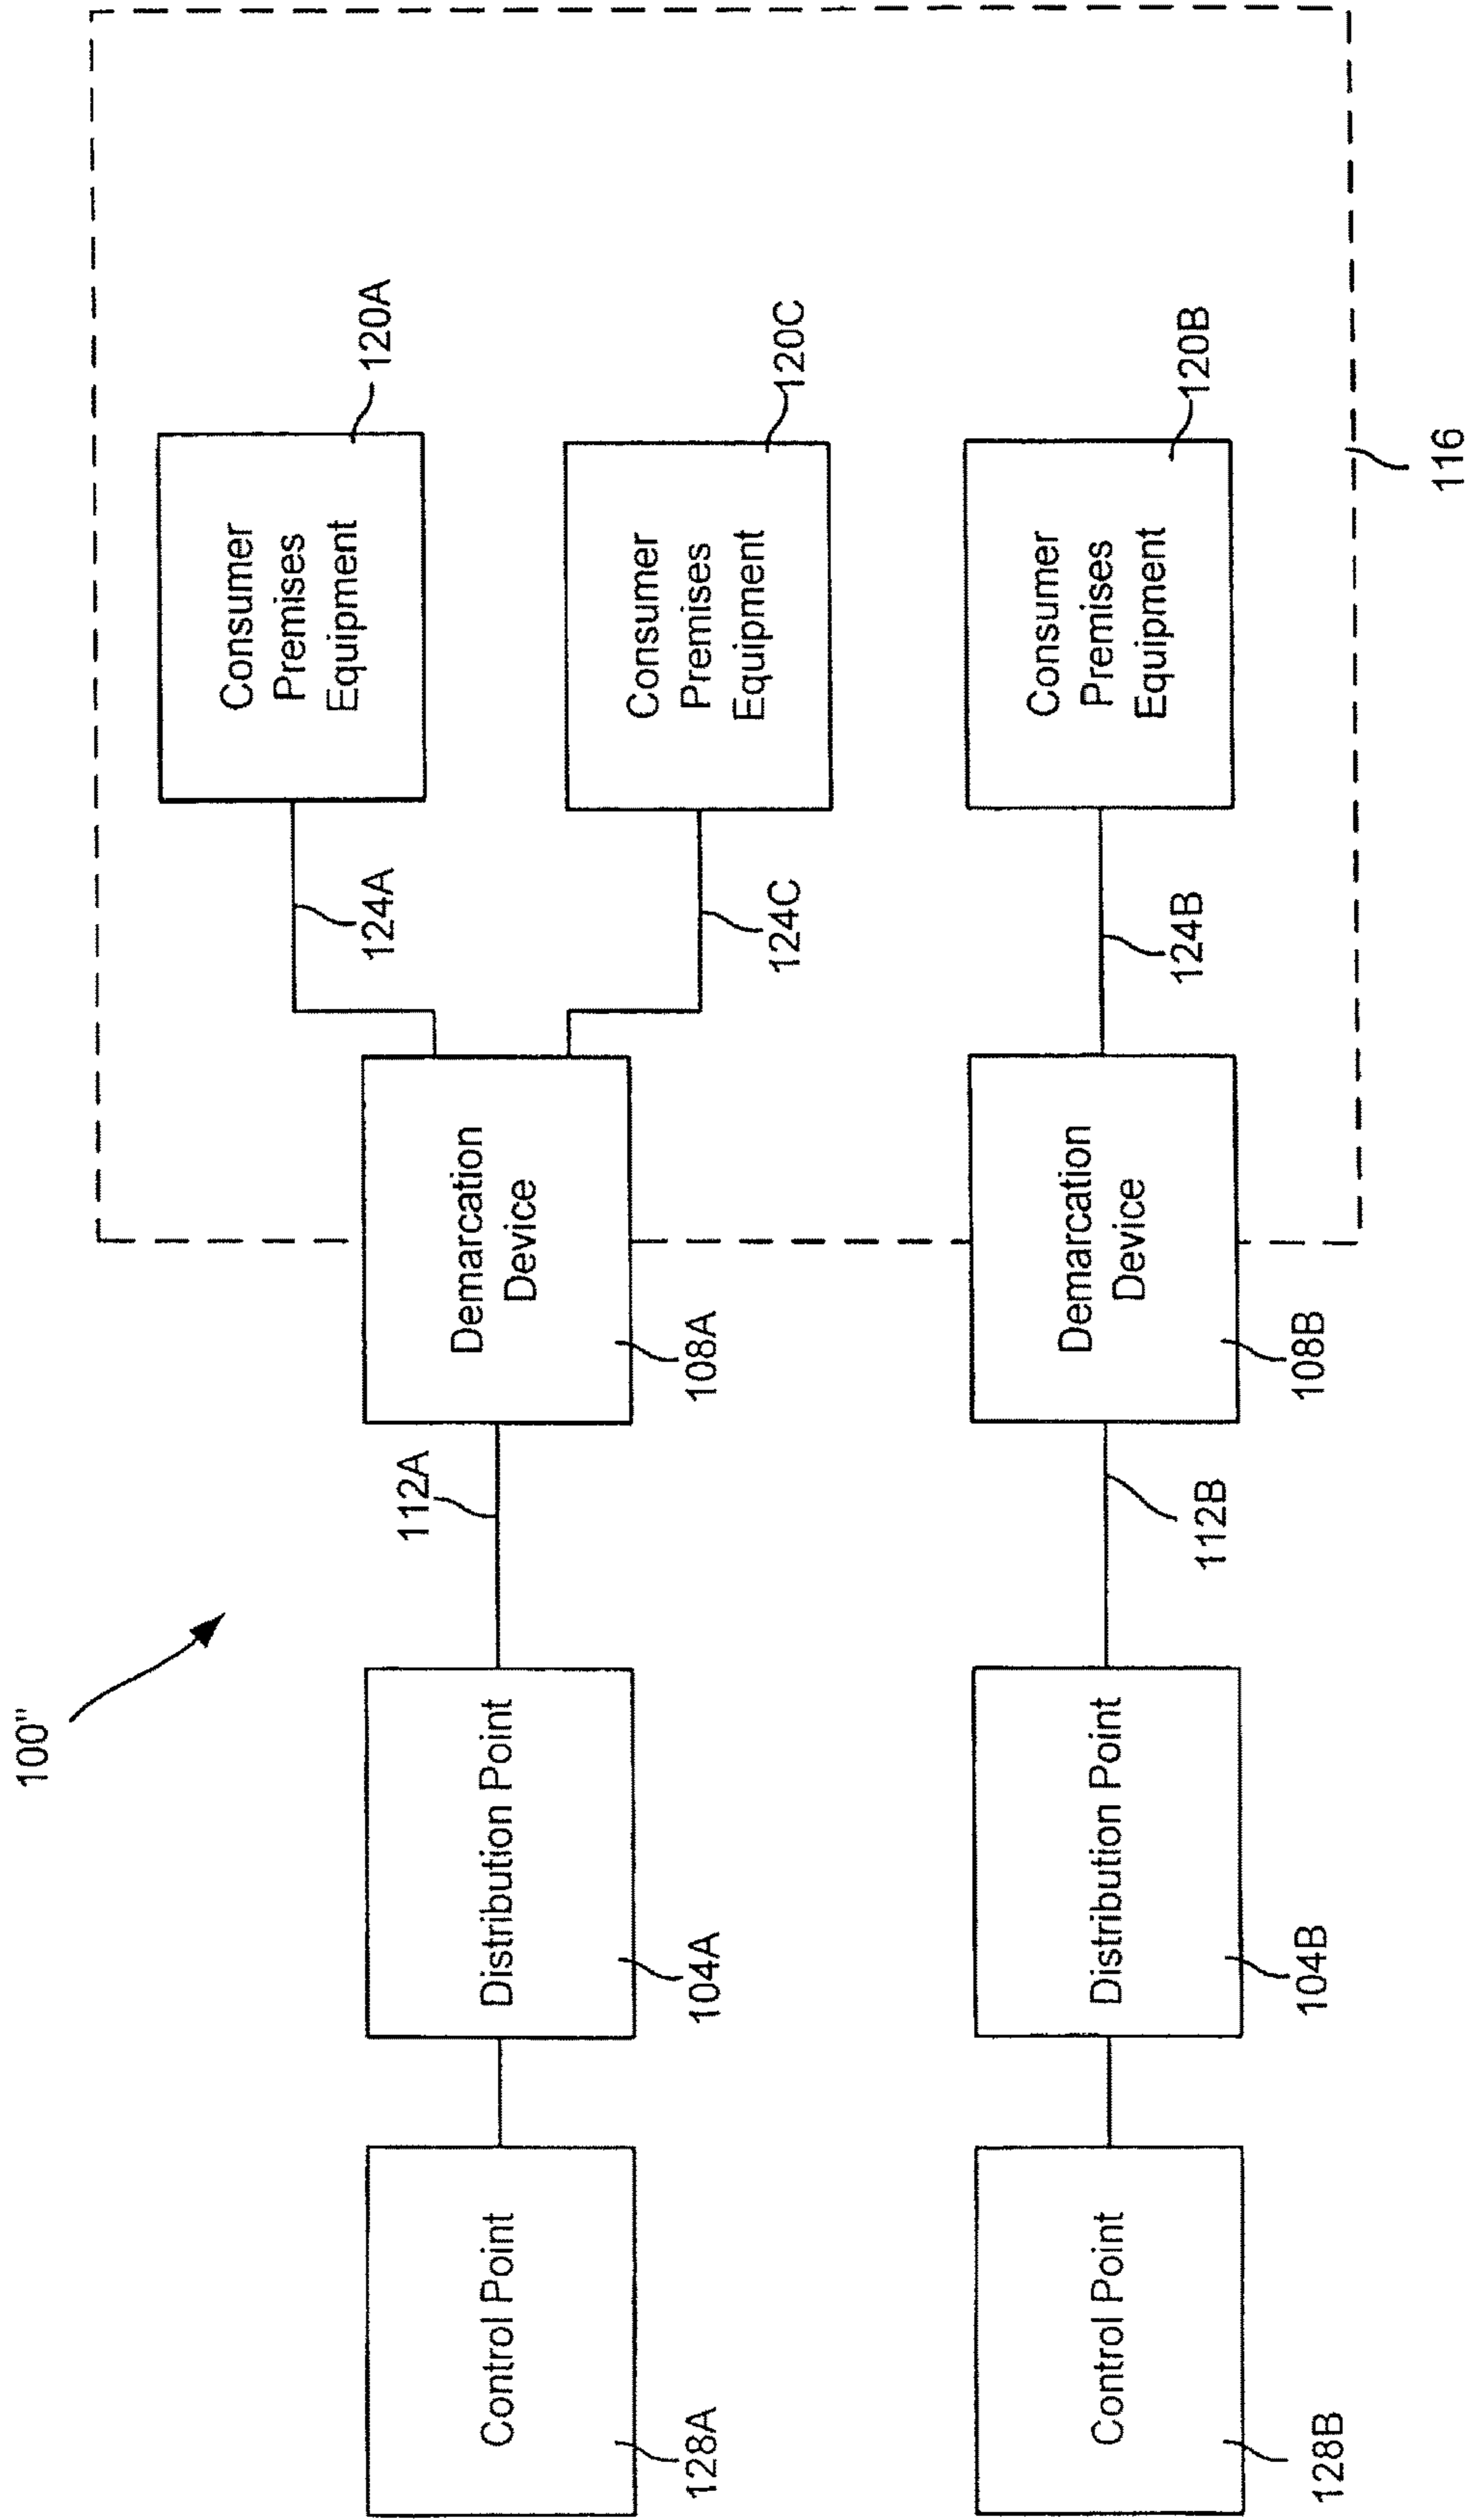 100"
Control Point
128A
Distribution Point
104A
112A
Demarcation
Device
108A
124A
Consumer
Premises
Equipment
120A
124C
Consumer
Premises
Equipment
120C
Control Point
128B
Distribution Point
104B
112B
Demarcation
Device
108B
124B
Consumer
Premises
Equipment
120B
116